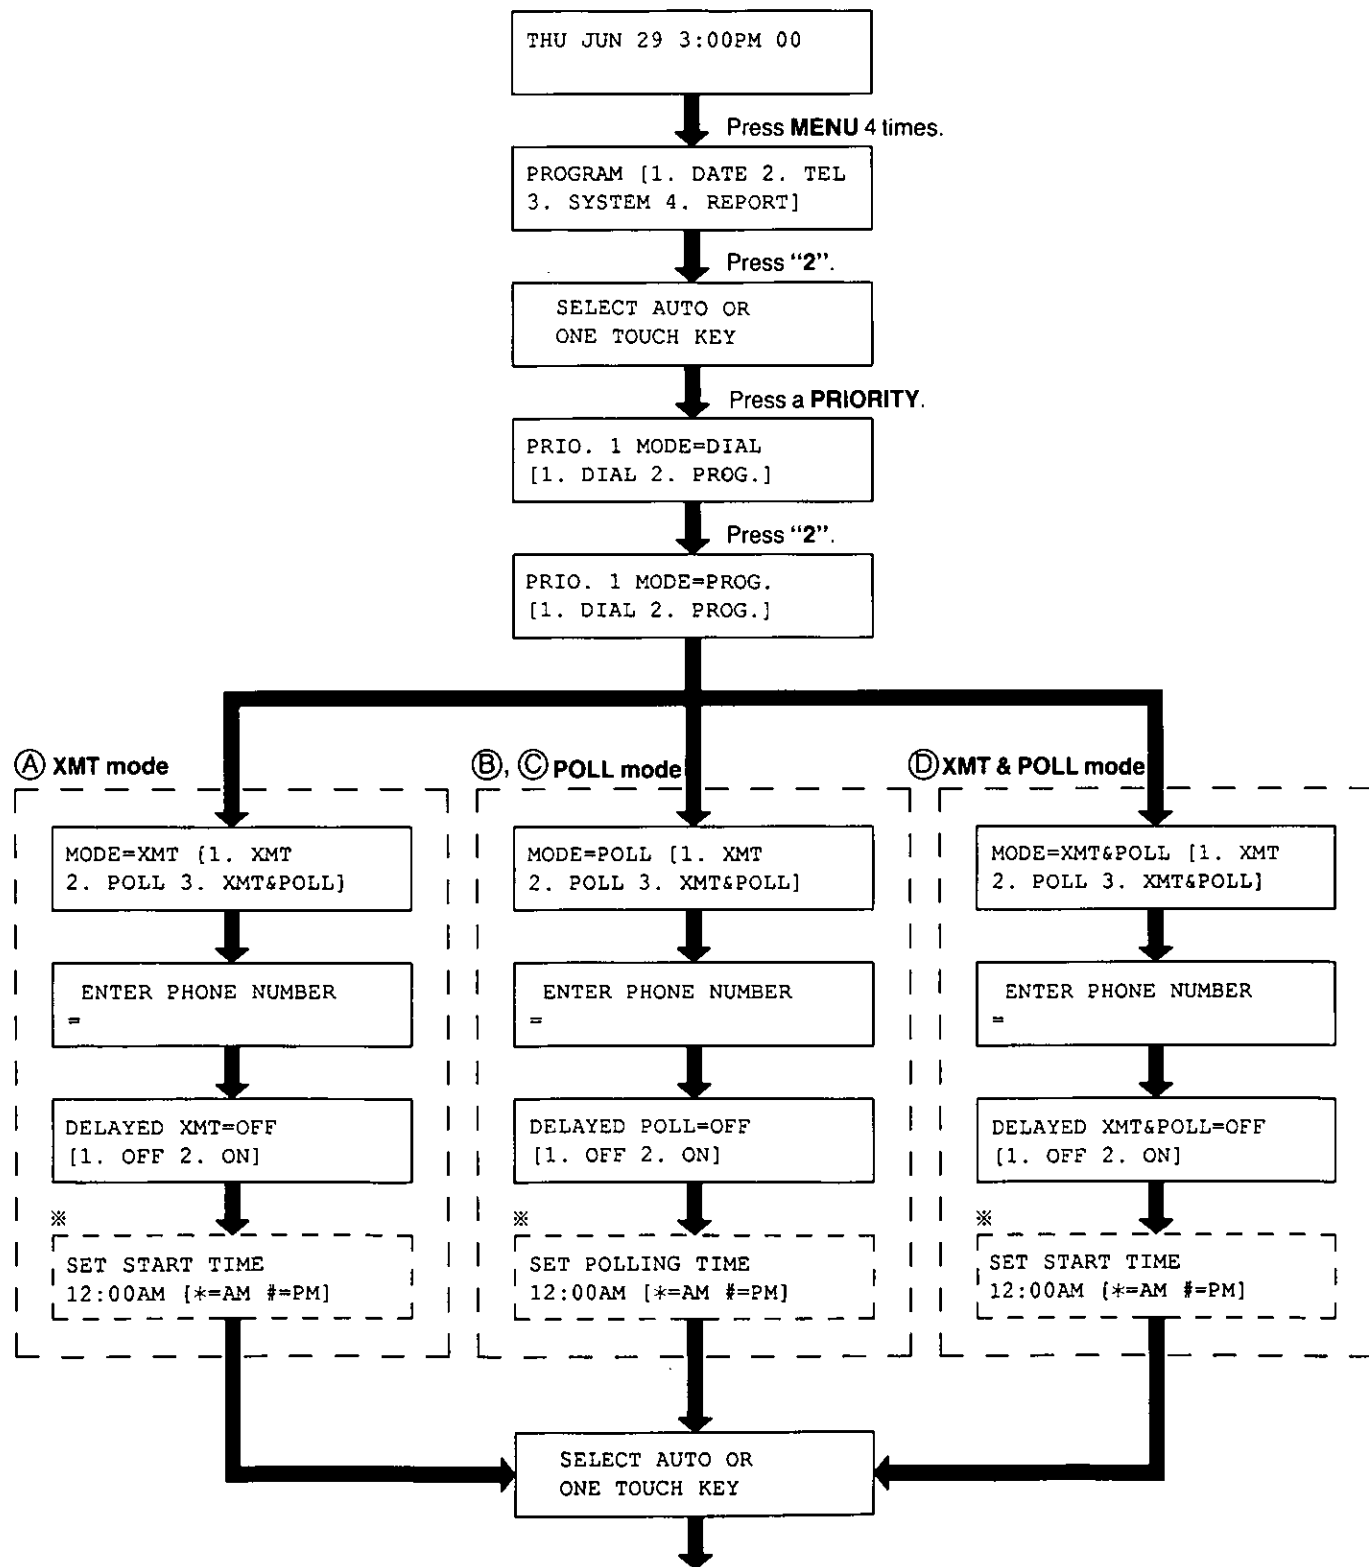 THU JUN 29 3:00PM 00
Press MENU 4 times.
PROGRAM [1. DATE 2. TEL
3. SYSTEM 4. REPORT]
Press "2".
SELECT AUTO OR
ONE TOUCH KEY
Press a PRIORITY.
PRIO. 1 MODE=DIAL
[1. DIAL 2. PROG.]
Press "2".
PRIO. 1 MODE=PROG.
[1. DIAL 2. PROG.]
Ⓐ XMT mode
MODE=XMT [1. XMT
2. POLL 3. XMT&POLL]
ENTER PHONE NUMBER
=
DELAYED XMT=OFF
[1. OFF 2. ON]
※
SET START TIME
12:00AM [*=AM #=PM]
Ⓑ, Ⓒ POLL mode
MODE=POLL [1. XMT
2. POLL 3. XMT&POLL]
ENTER PHONE NUMBER
=
DELAYED POLL=OFF
[1. OFF 2. ON]
※
SET POLLING TIME
12:00AM [*=AM #=PM]
Ⓓ XMT & POLL mode
MODE=XMT&POLL [1. XMT
2. POLL 3. XMT&POLL]
ENTER PHONE NUMBER
=
DELAYED XMT&POLL=OFF
[1. OFF 2. ON]
※
SET START TIME
12:00AM [*=AM #=PM]
SELECT AUTO OR
ONE TOUCH KEY